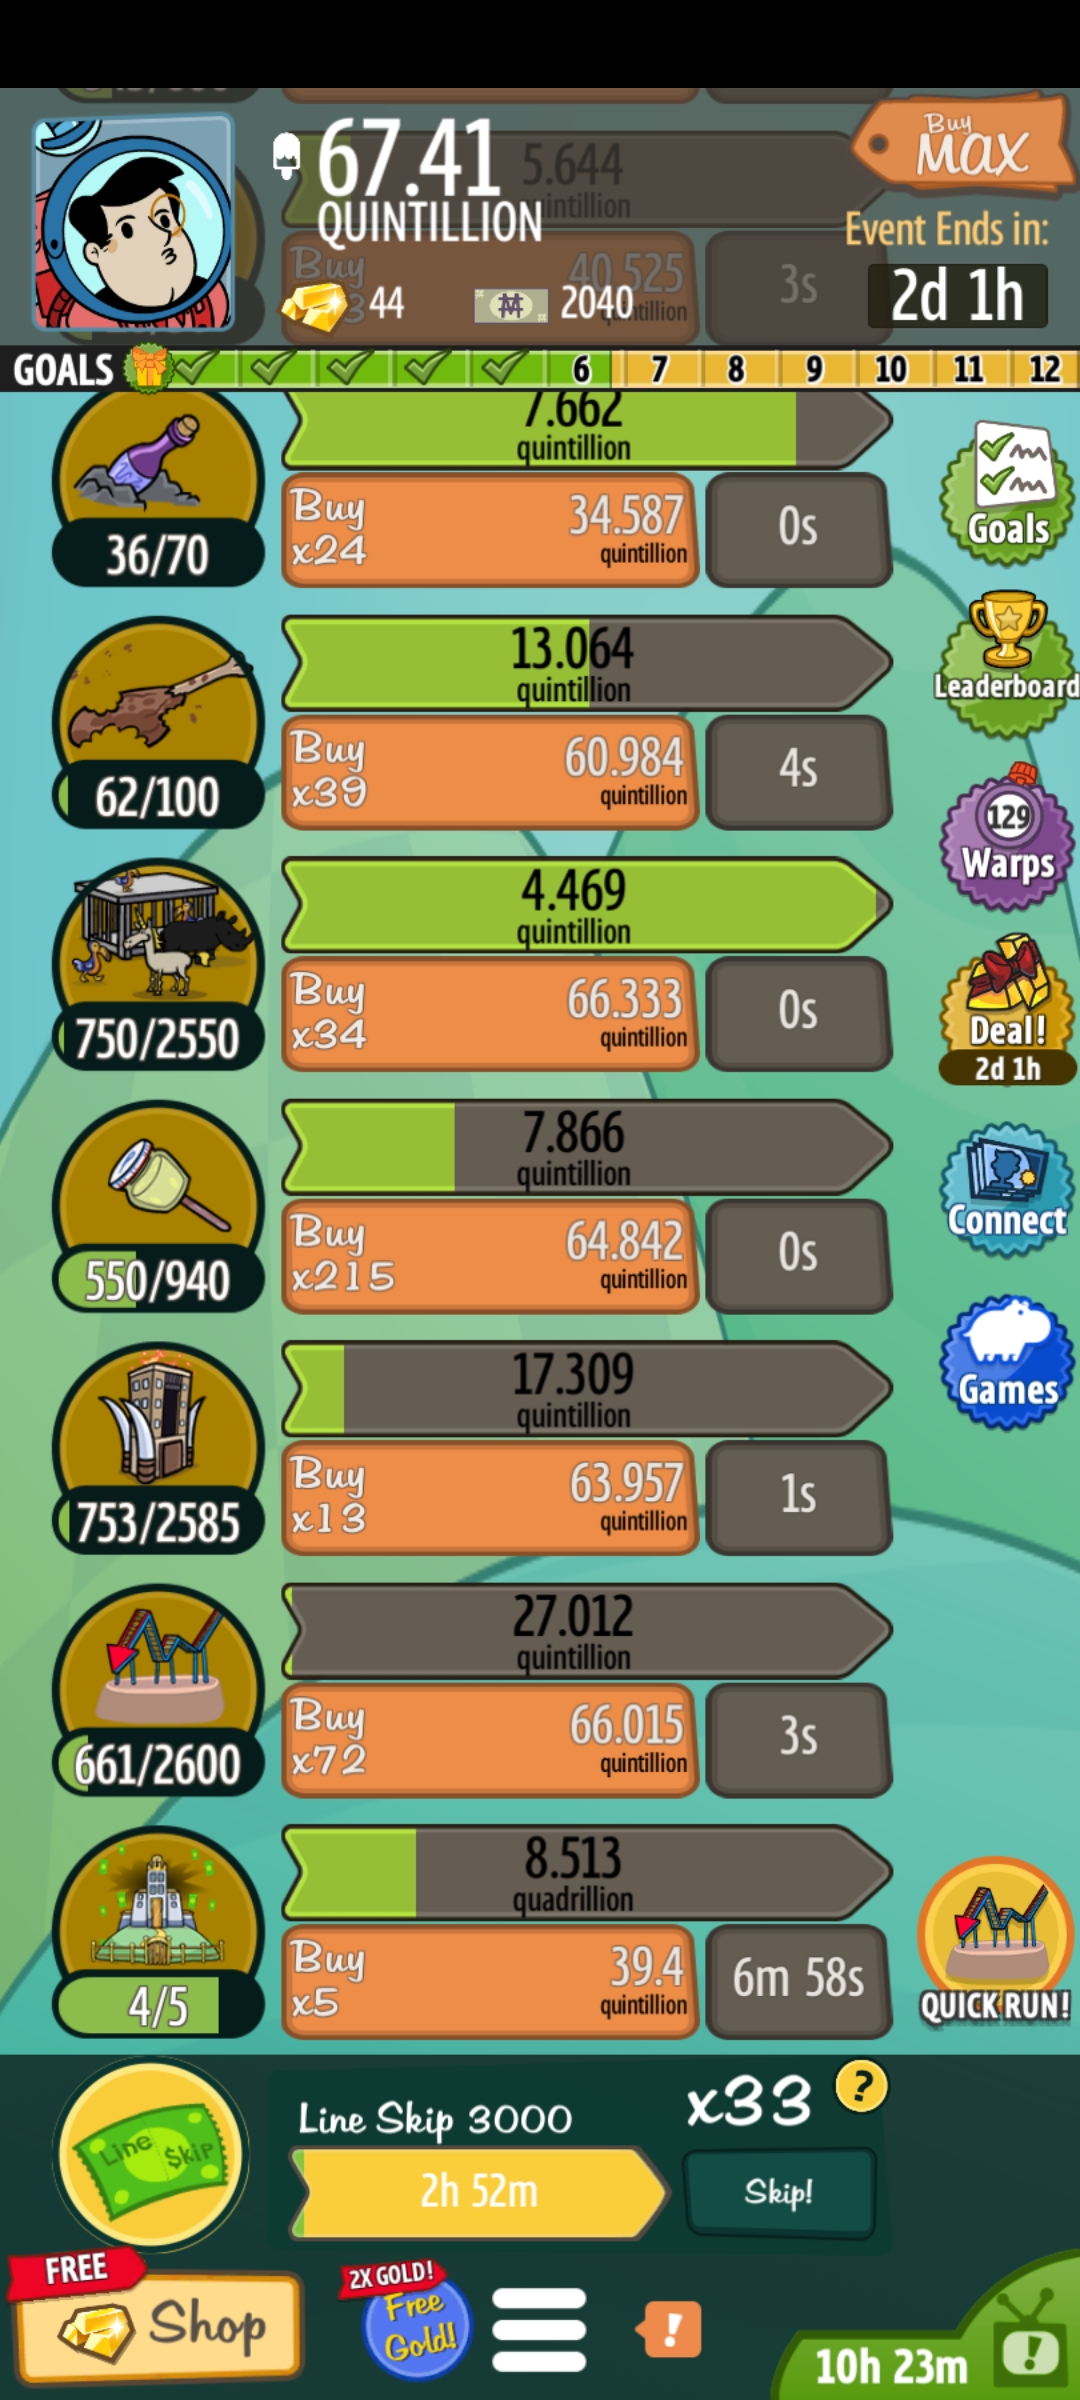 67.41
QUINTILLION
44
2040
Buy
MAX
Event Ends in:
2d 1h
5.644
quintillion
Buy
40.525
quintillion
3s
GOALS
6
7
8
9
10
11
12
7.662
quintillion
36/70
Buy
x24
34.587
quintillion
0s
Goals
13.064
quintillion
62/100
Buy
x39
60.984
quintillion
4s
Leaderboard
4.469
quintillion
750/2550
Buy
x34
66.333
quintillion
0s
129
Warps
Deal!
2d 1h
7.866
quintillion
550/940
Buy
x215
64.842
quintillion
0s
Connect
17.309
quintillion
753/2585
Buy
x13
63.957
quintillion
1s
Games
27.012
quintillion
661/2600
Buy
x72
66.015
quintillion
3s
8.513
quadrillion
4/5
Buy
x5
39.4
quintillion
6m 58s
QUICK RUN!
Line $kip
Line Skip 3000
x33
?
2h 52m
Skip!
FREE
Shop
2X GOLD!
Free
Gold!
!
10h 23m
!